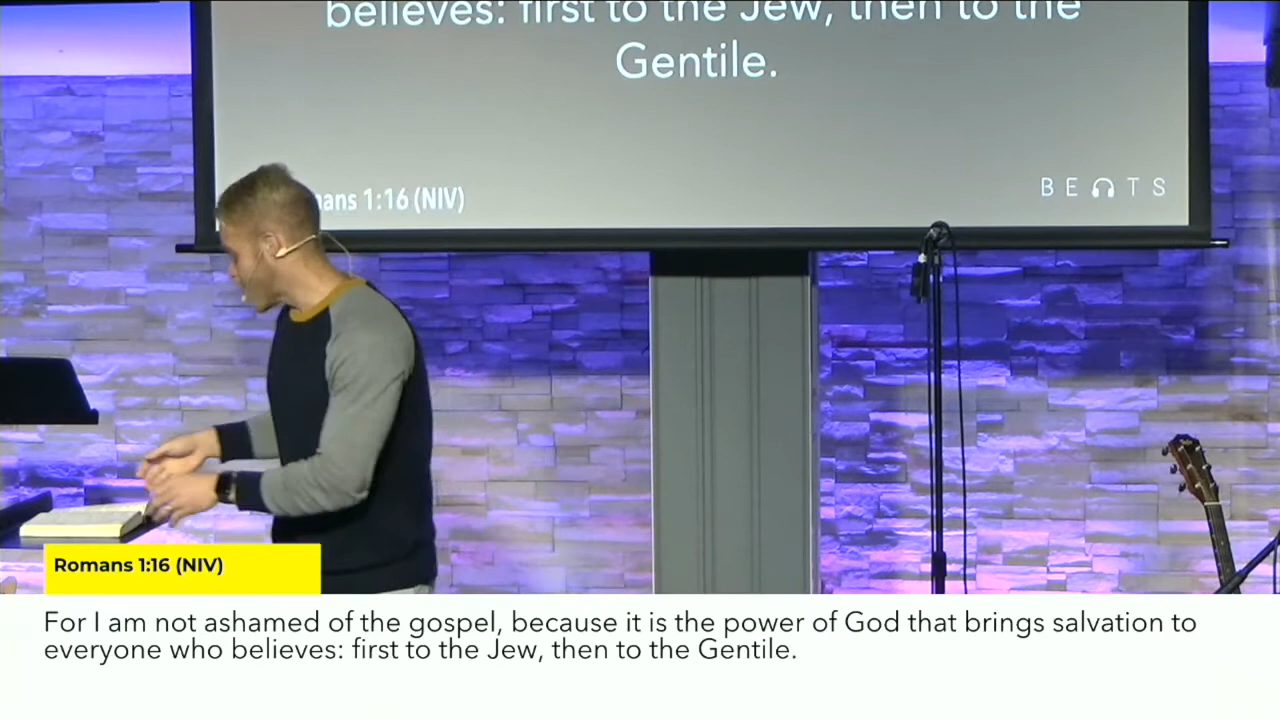 believes: first to the Jew, then to the
Gentile.
mans 1:16 (NIV)
BEATS
Romans 1:16 (NIV)
For I am not ashamed of the gospel, because it is the power of God that brings salvation to
everyone who believes: first to the Jew, then to the Gentile.